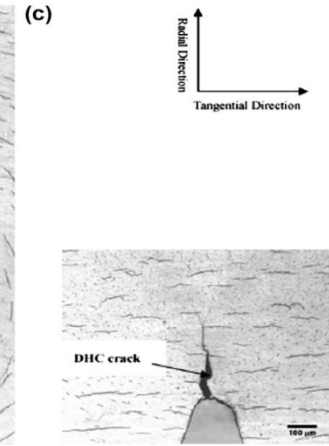 (c)
Radial Direction
Tangential Direction
DHC crack
100 µm